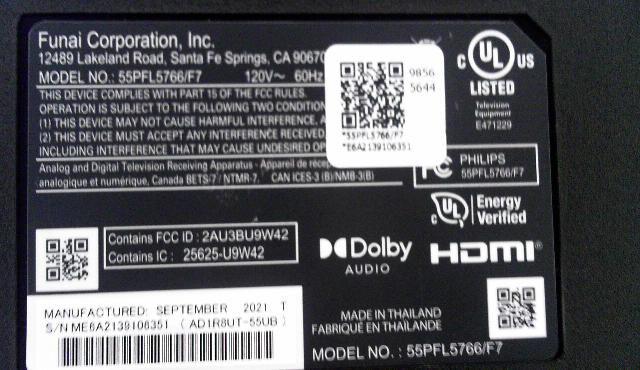 Funai Corporation, Inc.
12489 Lakeland Road, Santa Fe Springs, CA 90670
MODEL NO.: 55PFL5766/F7 120V~ 60Hz
THIS DEVICE COMPLIES WITH PART 15 OF THE FCC RULES.
OPERATION IS SUBJECT TO THE FOLLOWING TWO CONDITION
(1) THIS DEVICE MAY NOT CAUSE HARMFUL INTERFERENCE, A
(2) THIS DEVICE MUST ACCEPT ANY INTERFERENCE RECEIVED,
INCLUDING INTERFERENCE THAT MAY CAUSE UNDESIRED OP
Analog and Digital Television Receiving Apparatus - Appareil de récep
analogique et numérique, Canada BETS-7 / NTMR-7. CAN ICES-3 (B)/NMB-3(B)
9856
5644
*55PFL5766/F7
*E6A2139106351
C UL US
LISTED
Television
Equipment
E471229
FC PHILIPS
55PFL5766/F7
C UL Energy
Verified
Contains FCC ID : 2AU3BU9W42
Contains IC : 25625-U9W42
Dolby
AUDIO
HDMI®
MANUFACTURED: SEPTEMBER 2021 T
S/N ME6A2139106351 ( AD1R8UT-55UB )
MADE IN THAILAND
FABRIQUÉ EN THAÏLANDE
MODEL NO. : 55PFL5766/F7